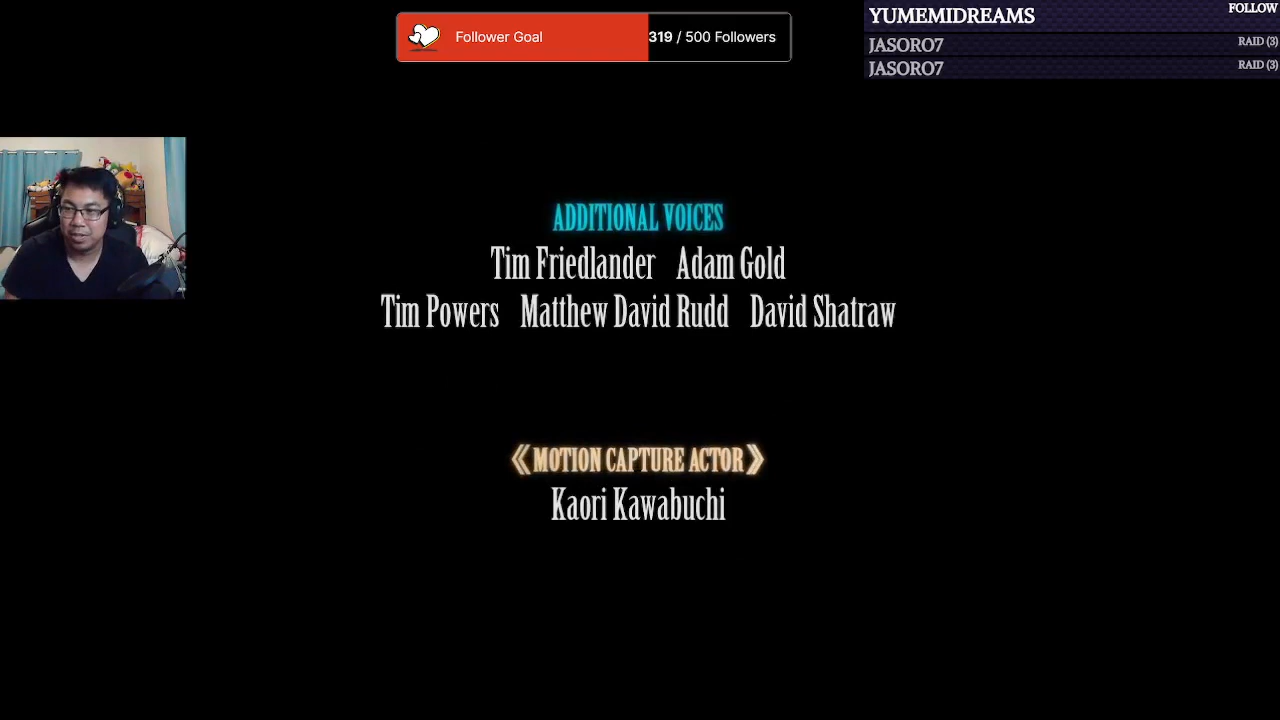 Follower Goal 319 / 500 Followers
YUMEMIDREAMS FOLLOW
JASORO7 RAID (3)
JASORO7 RAID (3)
ADDITIONAL VOICES
Tim Friedlander Adam Gold
Tim Powers Matthew David Rudd David Shatraw
《MOTION CAPTURE ACTOR》
Kaori Kawabuchi